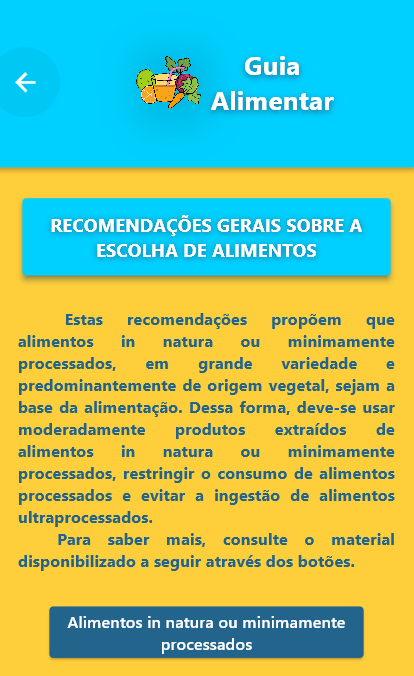 Guia
Alimentar
RECOMENDAÇÕES GERAIS SOBRE A
ESCOLHA DE ALIMENTOS
Estas recomendações propõem que
alimentos in natura ou minimamente
processados, em grande variedade e
predominantemente de origem vegetal, sejam a
base da alimentação. Dessa forma, deve-se usar
moderadamente produtos extraídos de
alimentos in natura ou minimamente
processados, restringir o consumo de alimentos
processados e evitar a ingestão de alimentos
ultraprocessados.
Para saber mais, consulte o material
disponibilizado a seguir através dos botões.
Alimentos in natura ou minimamente
processados